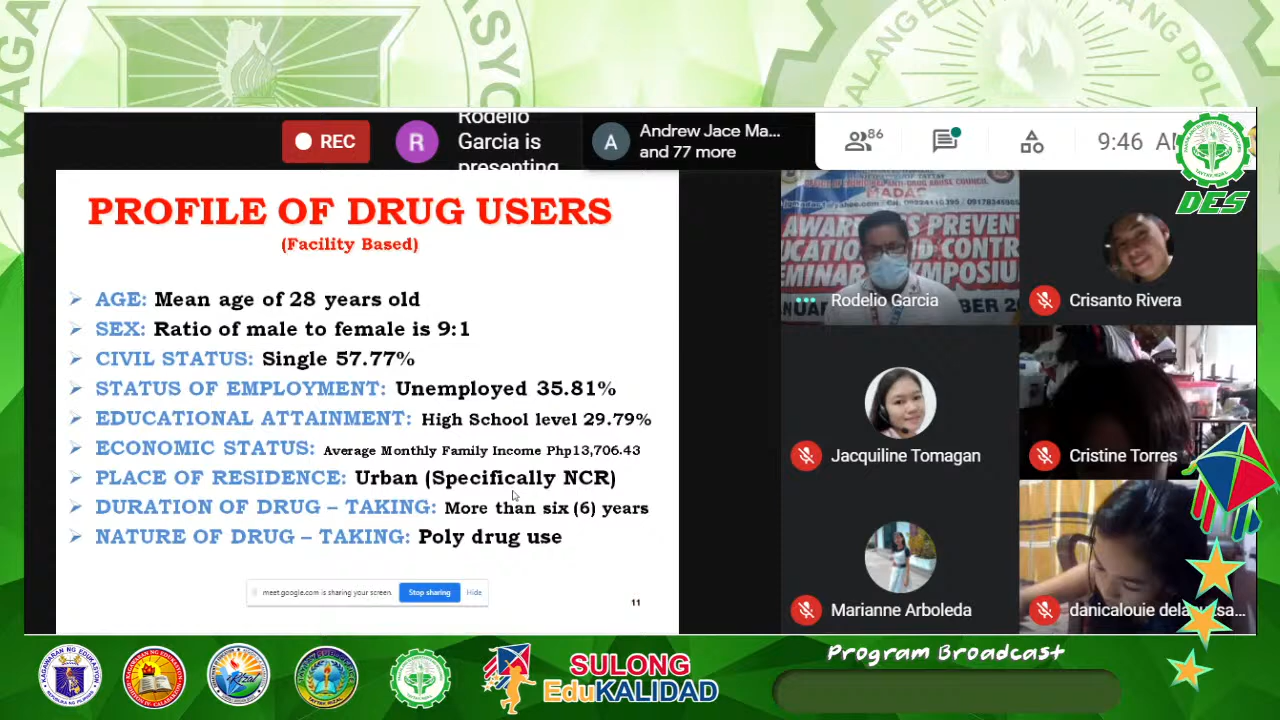 REC
R
Rodelio
Garcia is
presenting
A
Andrew Jace Ma...
and 77 more
86
9:46
DES
PROFILE OF DRUG USERS
(Facility Based)
AGE: Mean age of 28 years old
SEX: Ratio of male to female is 9:1
CIVIL STATUS: Single 57.77%
STATUS OF EMPLOYMENT: Unemployed 35.81%
EDUCATIONAL ATTAINMENT: High School level 29.79%
ECONOMIC STATUS: Average Monthly Family Income Php13,706.43
PLACE OF RESIDENCE: Urban (Specifically NCR)
DURATION OF DRUG – TAKING: More than six (6) years
NATURE OF DRUG – TAKING: Poly drug use
meet.google.com is sharing your screen.
Stop sharing
Hide
11
Rodelio Garcia
Crisanto Rivera
Jacquiline Tomagan
Cristine Torres
Marianne Arboleda
SULONG
EduKALIDAD
Program Broadcast